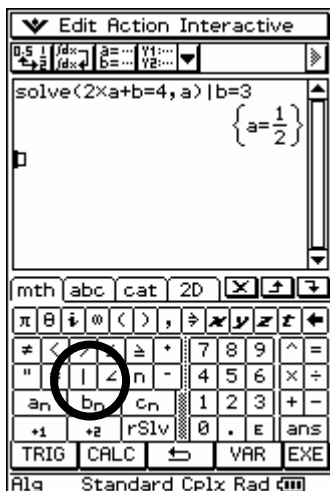 Edit Action Interactive
solve(2×a+b=4,a)|b=3
{a=1/2}
mth abc cat 2D
π θ i ∞ ( ) , ⇒ x y z t
7 8 9 ^ =
" | ∠ n 4 5 6 × ÷
an bn cn 1 2 3 + -
+1 +2 rSlv 0 . E ans
TRIG CALC VAR EXE
Alg Standard Cplx Rad